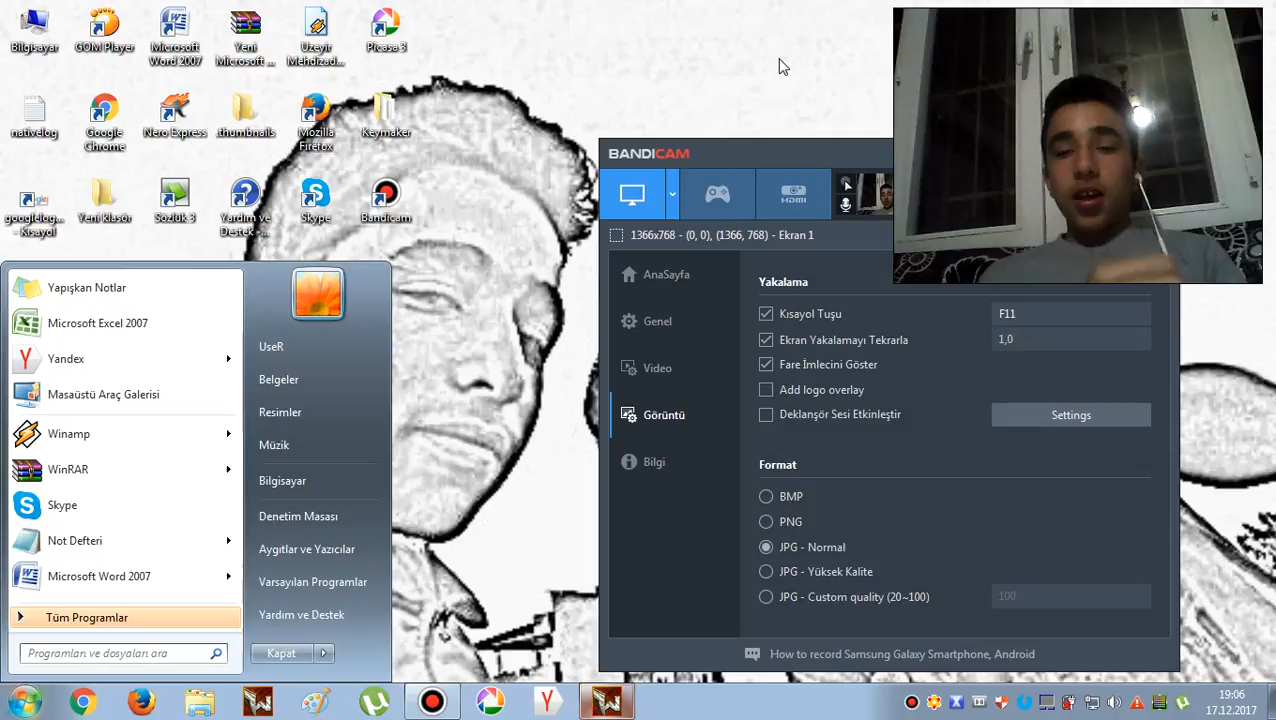 Bilgisayar
GOM Player
Microsoft
Word 2007
Yeni
Microsoft ...
Uzeyir
Mehdizad...
Picasa 3
nativelog
Google
Chrome
Nero Express
.thumbnails
Mozilla
Firefox
Keymaker
googlelog...
- Kısayol
Yeni klasör
Sozluk 3
Yardım ve
Destek -...
Skype
Bandicam
Yapışkan Notlar
Microsoft Excel 2007
Yandex
Masaüstü Araç Galerisi
Winamp
WinRAR
Skype
Not Defteri
Microsoft Word 2007
Tüm Programlar
Programları ve dosyaları ara
UseR
Belgeler
Resimler
Müzik
Bilgisayar
Denetim Masası
Aygıtlar ve Yazıcılar
Varsayılan Programlar
Yardım ve Destek
Kapat
BANDICAM
HDMI
1366x768 - (0, 0), (1366, 768) - Ekran 1
AnaSayfa
Genel
Video
Görüntü
Bilgi
Yakalama
Kısayol Tuşu
F11
Ekran Yakalamayı Tekrarla
1,0
Fare İmlecini Göster
Add logo overlay
Deklanşör Sesi Etkinleştir
Settings
Format
BMP
PNG
JPG - Normal
JPG - Yüksek Kalite
JPG - Custom quality (20~100)
100
How to record Samsung Galaxy Smartphone, Android
19:06
17.12.2017